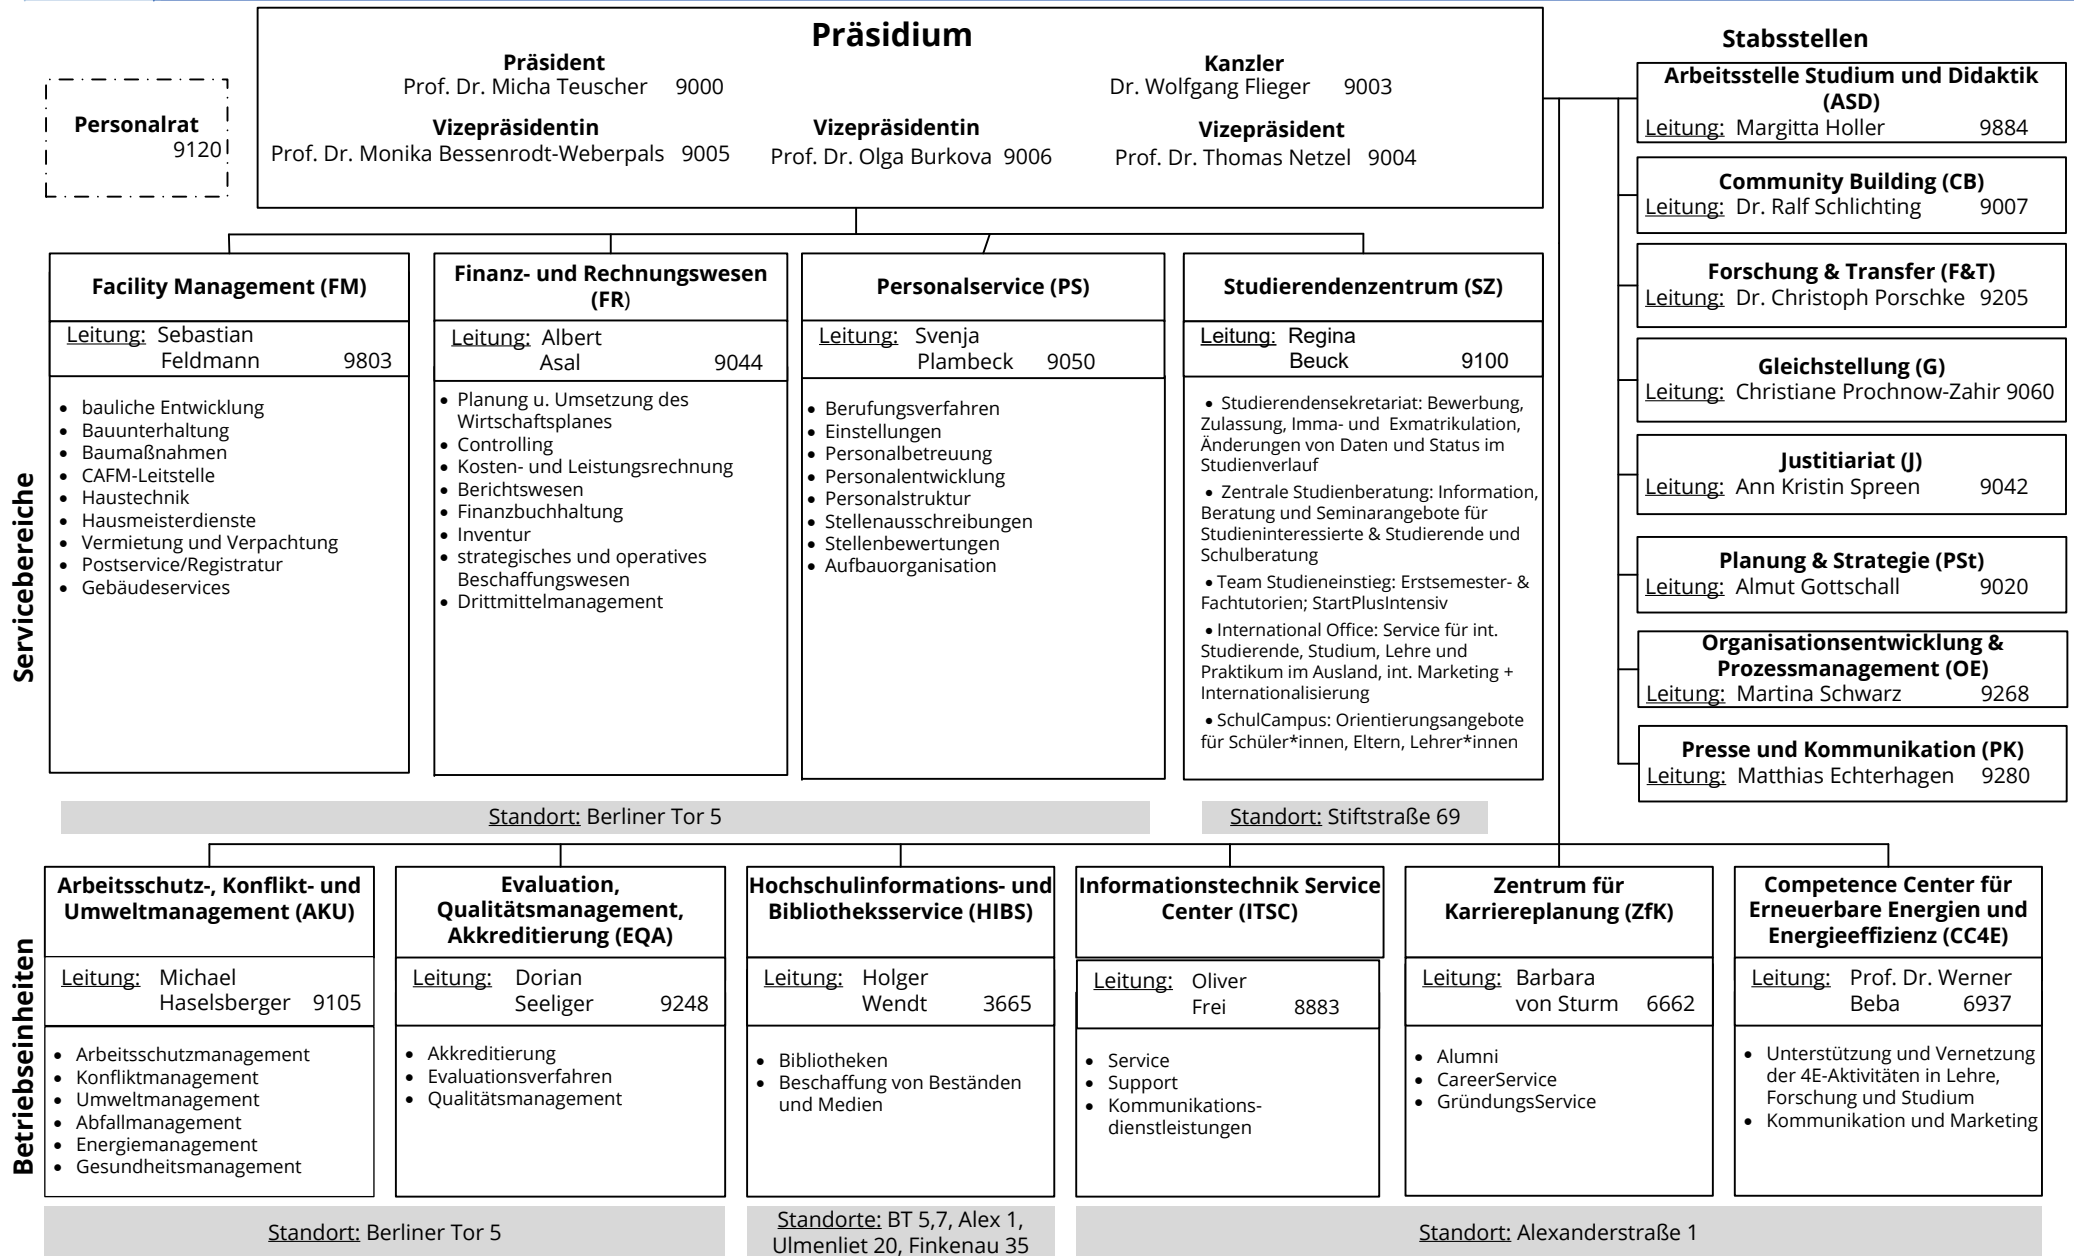 Präsidium
Präsident
Prof. Dr. Micha Teuscher 9000
Kanzler
Dr. Wolfgang Flieger 9003
Vizepräsidentin
Prof. Dr. Monika Bessenrodt-Weberpals 9005
Vizepräsidentin
Prof. Dr. Olga Burkova 9006
Vizepräsident
Prof. Dr. Thomas Netzel 9004
Personalrat
9120
Stabsstellen
Arbeitsstelle Studium und Didaktik
(ASD)
Leitung: Margitta Holler 9884
Community Building (CB)
Leitung: Dr. Ralf Schlichting 9007
Forschung & Transfer (F&T)
Leitung: Dr. Christoph Porschke 9205
Gleichstellung (G)
Leitung: Christiane Prochnow-Zahir 9060
Justitiariat (J)
Leitung: Ann Kristin Spreen 9042
Planung & Strategie (PSt)
Leitung: Almut Gottschall 9020
Organisationsentwicklung &
Prozessmanagement (OE)
Leitung: Martina Schwarz 9268
Presse und Kommunikation (PK)
Leitung: Matthias Echterhagen 9280
Servicebereiche
Facility Management (FM)
Leitung: Sebastian
Feldmann 9803
• bauliche Entwicklung
• Bauunterhaltung
• Baumaßnahmen
• CAFM-Leitstelle
• Haustechnik
• Hausmeisterdienste
• Vermietung und Verpachtung
• Postservice/Registratur
• Gebäudeservices
Finanz- und Rechnungswesen
(FR)
Leitung: Albert
Asal 9044
• Planung u. Umsetzung des
Wirtschaftsplanes
• Controlling
• Kosten- und Leistungsrechnung
• Berichtswesen
• Finanzbuchhaltung
• Inventur
• strategisches und operatives
Beschaffungswesen
• Drittmittelmanagement
Personalservice (PS)
Leitung: Svenja
Plambeck 9050
• Berufungsverfahren
• Einstellungen
• Personalbetreuung
• Personalentwicklung
• Personalstruktur
• Stellenausschreibungen
• Stellenbewertungen
• Aufbauorganisation
Studierendenzentrum (SZ)
Leitung: Regina
Beuck 9100
• Studierendensekretariat: Bewerbung,
Zulassung, Imma- und Exmatrikulation,
Änderungen von Daten und Status im
Studienverlauf
• Zentrale Studienberatung: Information,
Beratung und Seminarangebote für
Studieninteressierte & Studierende und
Schulberatung
• Team Studieneinstieg: Erstsemester- &
Fachtutorien; StartPlusIntensiv
• International Office: Service für int.
Studierende, Studium, Lehre und
Praktikum im Ausland, int. Marketing +
Internationalisierung
• SchulCampus: Orientierungsangebote
für Schüler*innen, Eltern, Lehrer*innen
Standort: Berliner Tor 5
Standort: Stiftstraße 69
Betriebseinheiten
Arbeitsschutz-, Konflikt- und
Umweltmanagement (AKU)
Leitung: Michael
Haselsberger 9105
• Arbeitsschutzmanagement
• Konfliktmanagement
• Umweltmanagement
• Abfallmanagement
• Energiemanagement
• Gesundheitsmanagement
Evaluation,
Qualitätsmanagement,
Akkreditierung (EQA)
Leitung: Dorian
Seeliger 9248
• Akkreditierung
• Evaluationsverfahren
• Qualitätsmanagement
Hochschulinformations- und
Bibliotheksservice (HIBS)
Leitung: Holger
Wendt 3665
• Bibliotheken
• Beschaffung von Beständen
und Medien
Informationstechnik Service
Center (ITSC)
Leitung: Oliver
Frei 8883
• Service
• Support
• Kommunikations-
dienstleistungen
Zentrum für
Karriereplanung (ZfK)
Leitung: Barbara
von Sturm 6662
• Alumni
• CareerService
• GründungsService
Competence Center für
Erneuerbare Energien und
Energieeffizienz (CC4E)
Leitung: Prof. Dr. Werner
Beba 6937
• Unterstützung und Vernetzung
der 4E-Aktivitäten in Lehre,
Forschung und Studium
• Kommunikation und Marketing
Standort: Berliner Tor 5
Standorte: BT 5,7, Alex 1,
Ulmenliet 20, Finkenau 35
Standort: Alexanderstraße 1